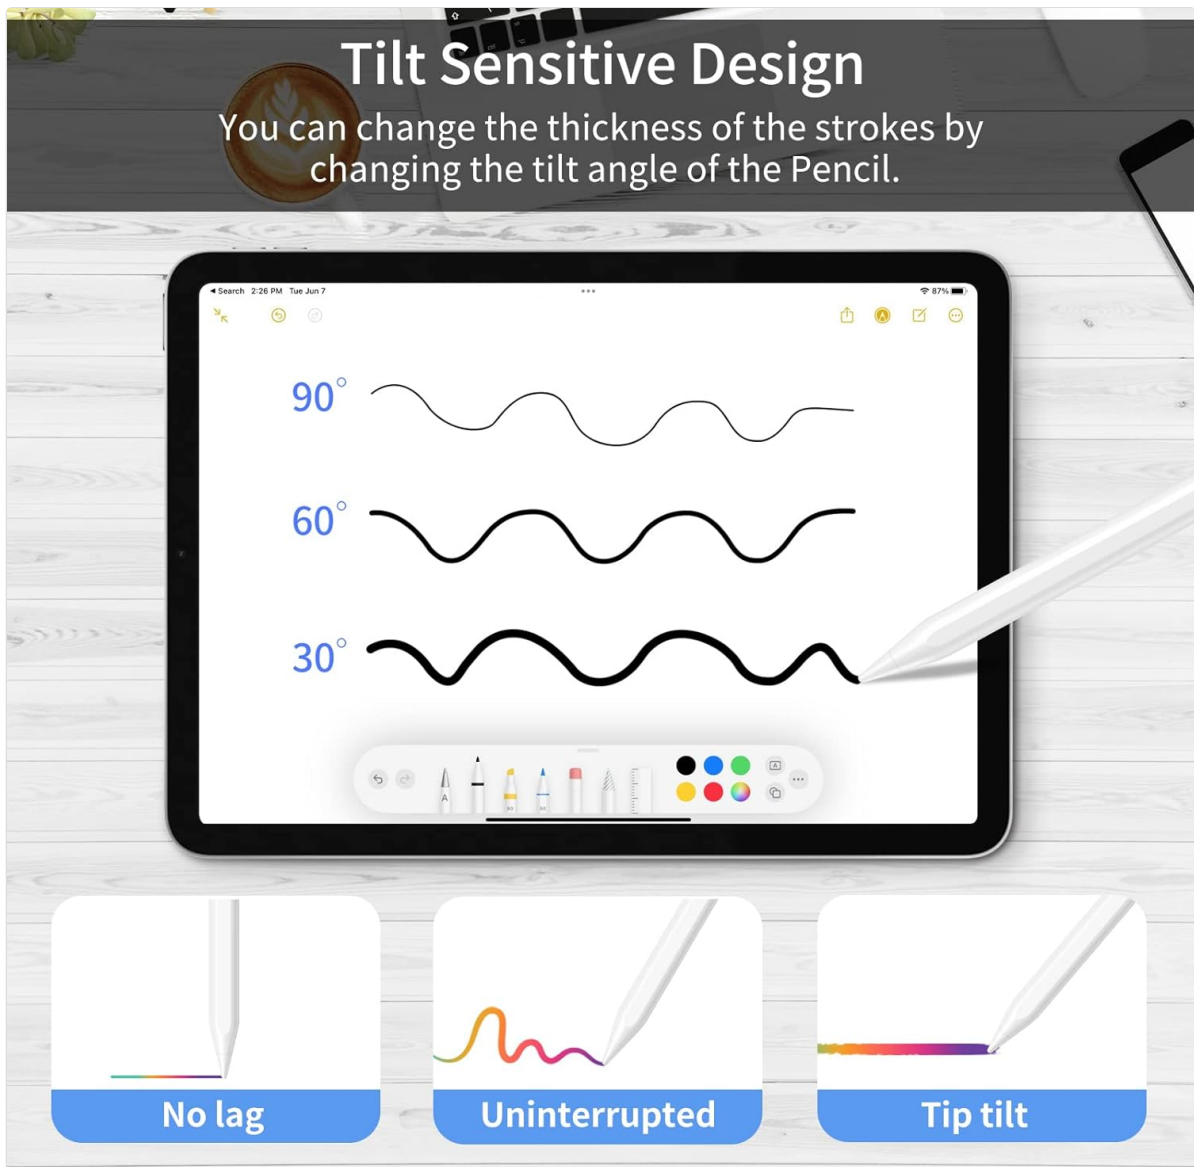 Tilt Sensitive Design
You can change the thickness of the strokes by
changing the tilt angle of the Pencil.
◀ Search 2:26 PM Tue Jun 7
87%
90°
60°
30°
A
A
No lag
Uninterrupted
Tip tilt